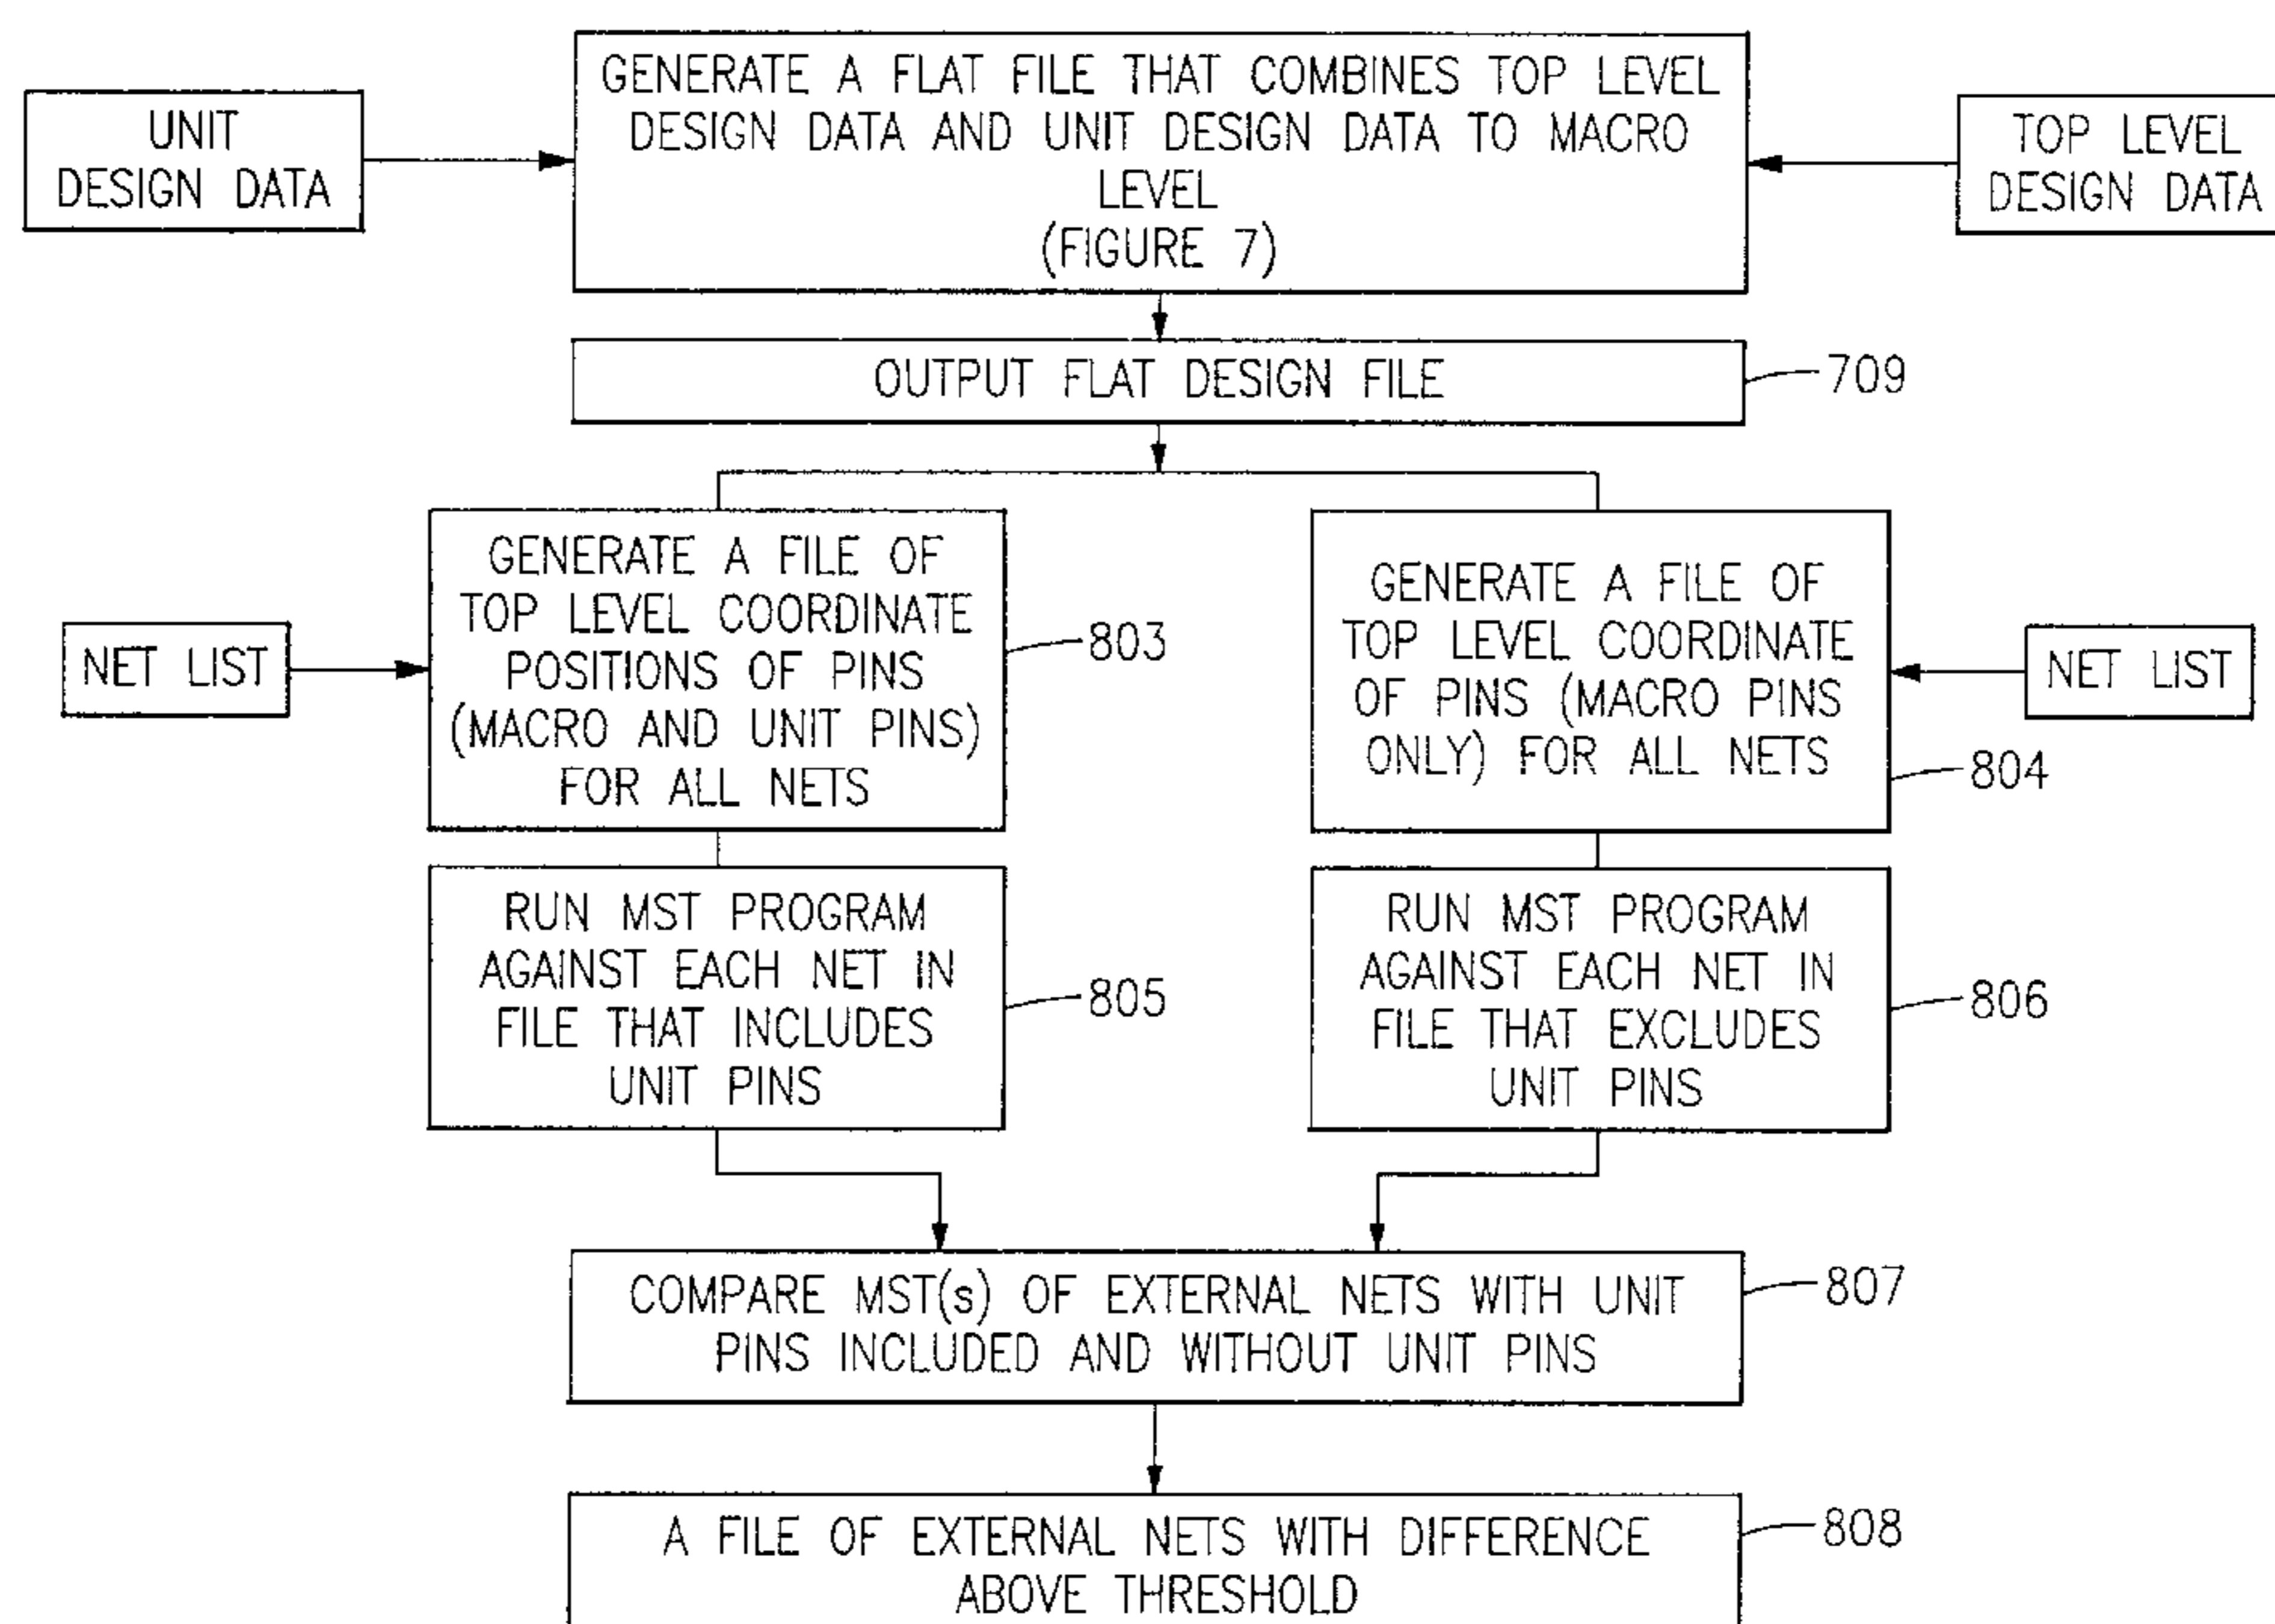 UNIT
DESIGN DATA
GENERATE A FLAT FILE THAT COMBINES TOP LEVEL
DESIGN DATA AND UNIT DESIGN DATA TO MACRO
LEVEL
(FIGURE 7)
TOP LEVEL
DESIGN DATA
OUTPUT FLAT DESIGN FILE
709
NET LIST
GENERATE A FILE OF
TOP LEVEL COORDINATE
POSITIONS OF PINS
(MACRO AND UNIT PINS)
FOR ALL NETS
803
GENERATE A FILE OF
TOP LEVEL COORDINATE
OF PINS (MACRO PINS
ONLY) FOR ALL NETS
804
NET LIST
RUN MST PROGRAM
AGAINST EACH NET IN
FILE THAT INCLUDES
UNIT PINS
805
RUN MST PROGRAM
AGAINST EACH NET IN
FILE THAT EXCLUDES
UNIT PINS
806
COMPARE MST(s) OF EXTERNAL NETS WITH UNIT
PINS INCLUDED AND WITHOUT UNIT PINS
807
A FILE OF EXTERNAL NETS WITH DIFFERENCE
ABOVE THRESHOLD
808